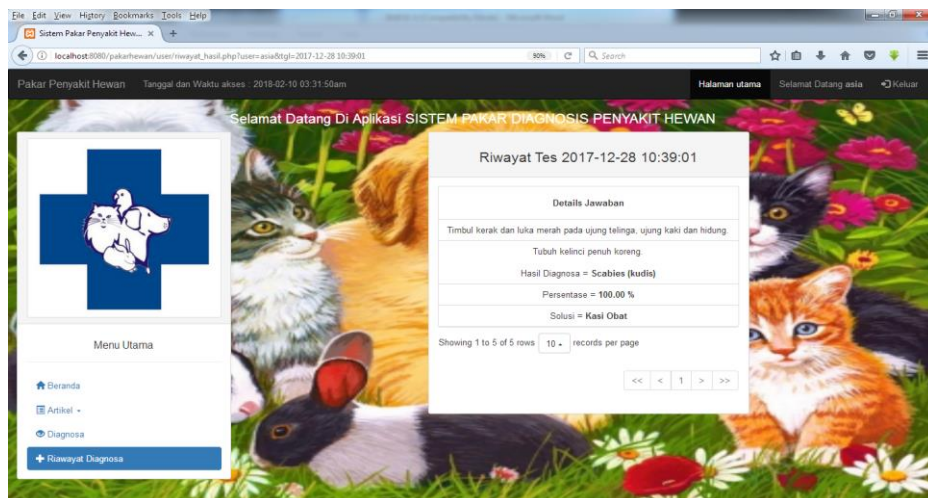 File Edit View History Bookmarks Tools Help
Sistem Pakar Penyakit Hew... × +
localhost:8080/pakarhewan/user/riwayat_hasil.php?user=asia&tgl=2017-12-28 10:39:01 90% Search
Pakar Penyakit Hewan Tanggal dan Waktu akses : 2018-02-10 03:31:50am Halaman utama Selamat Datang asia Keluar
Selamat Datang Di Aplikasi SISTEM PAKAR DIAGNOSIS PENYAKIT HEWAN
Riwayat Tes 2017-12-28 10:39:01
Details Jawaban
Timbul kerak dan luka merah pada ujung telinga, ujung kaki dan hidung.
Tubuh kelinci penuh koreng.
Hasil Diagnosa = Scabies (kudis)
Persentase = 100.00 %
Solusi = Kasi Obat
Showing 1 to 5 of 5 rows 10 records per page
<< < 1 > >>
Menu Utama
Beranda
Artikel
Diagnosa
Riawayat Diagnosa